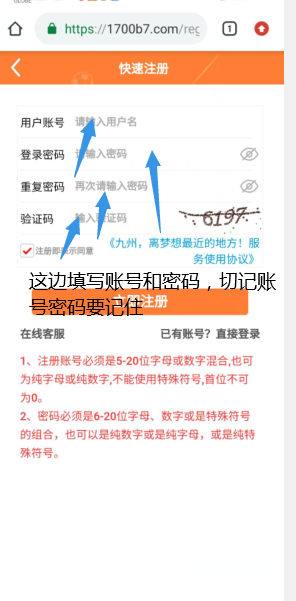 https://1700b7.com/reg
1
快速注册
用户账号 请输入用户名
登录密码 请输入密码
重复密码 再次请输入密码
验证码 输入验证码 6197
注册即表示同意 《九州，离梦想最近的地方！服
务使用协议》
这边填写账号和密码，切记账
号密码要记住
立即注册
在线客服 已有账号？直接登录
1、注册账号必须是5-20位字母或数字混合,也可
为纯字母或纯数字,不能使用特殊符号,首位不可
为0。
2、密码必须是6-20位字母、数字或是特殊符号
的组合，也可以是纯数字或是纯字母，或是纯特
殊符号。